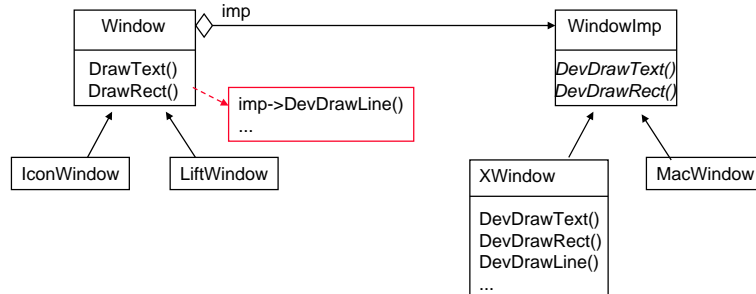 Window
imp
WindowImp
DrawText()
DrawRect()
DevDrawText()
DevDrawRect()
imp->DevDrawLine()
...
IconWindow
LiftWindow
XWindow
MacWindow
DevDrawText()
DevDrawRect()
DevDrawLine()
...